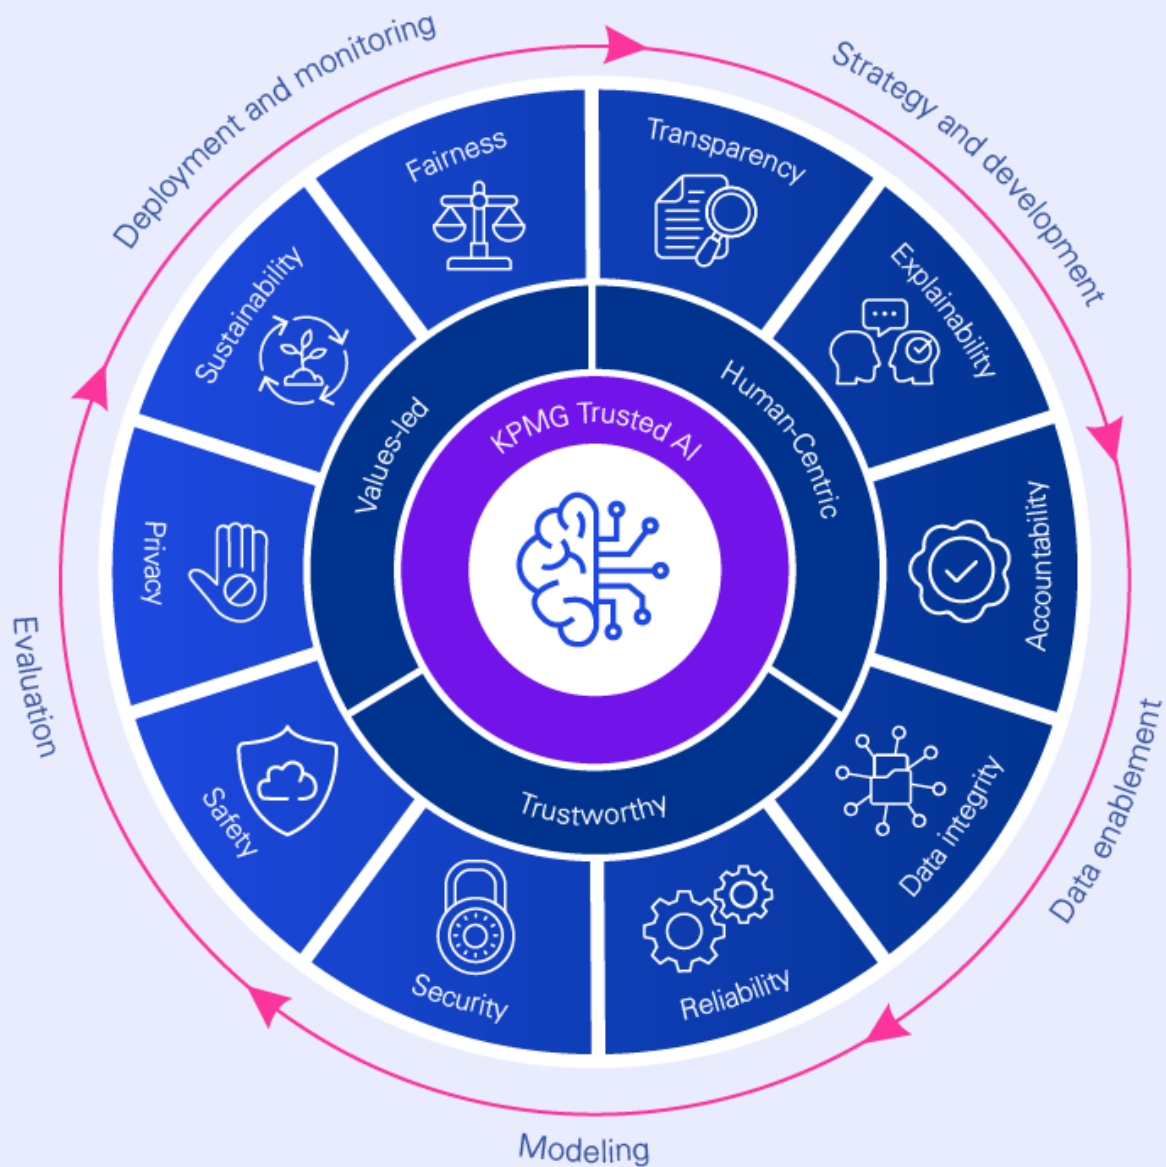 Deployment and monitoring
Strategy and development
Data enablement
Modeling
Evaluation
Fairness
Transparency
Explainability
Accountability
Data integrity
Reliability
Security
Safety
Privacy
Sustainability
Values-led
Human-Centric
Trustworthy
KPMG Trusted AI